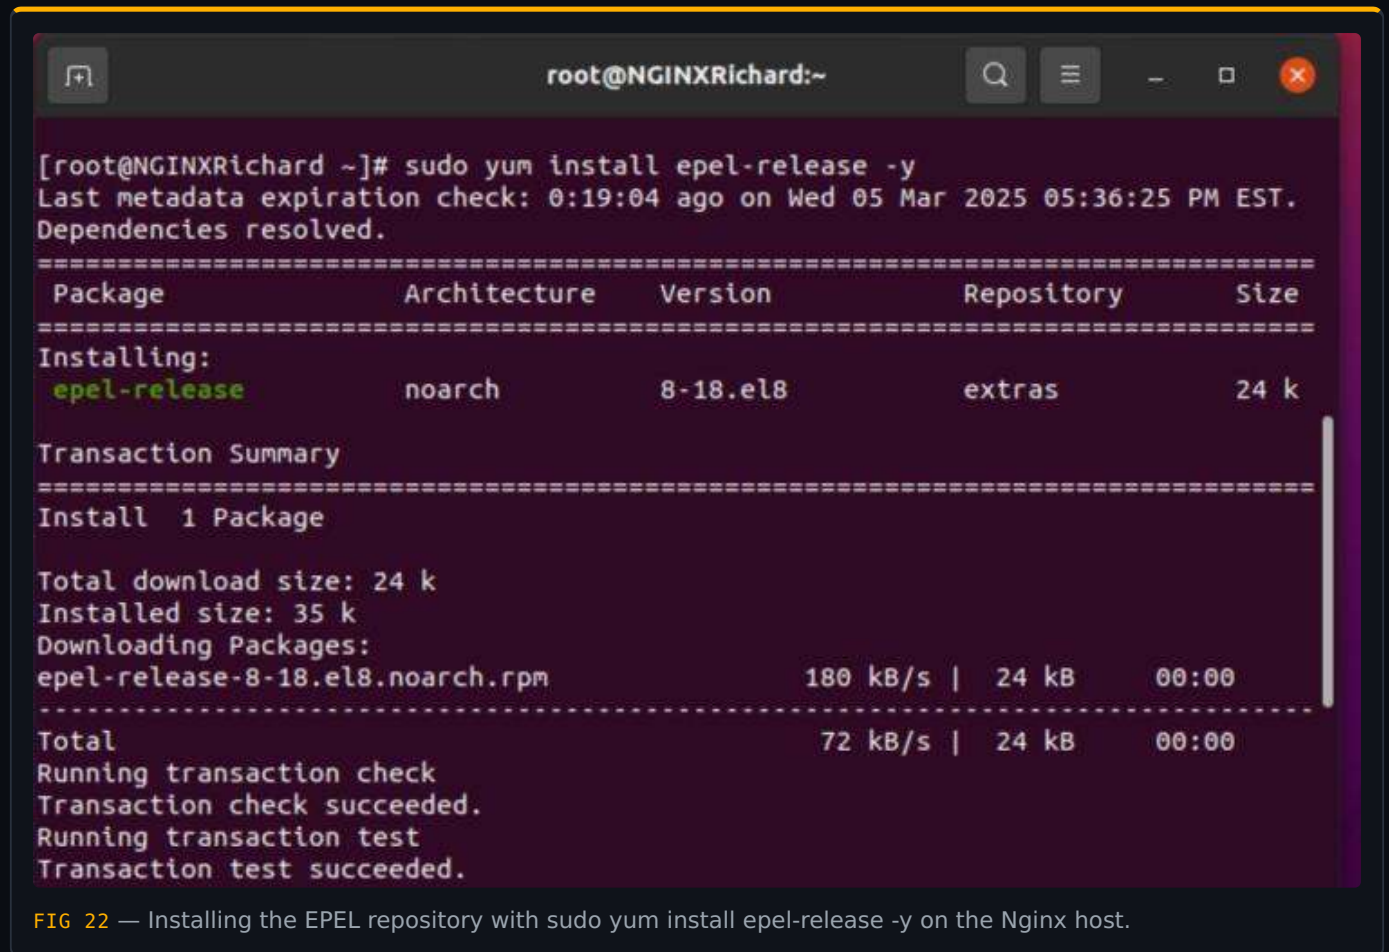 root@NGINXRichard:~
[root@NGINXRichard ~]# sudo yum install epel-release -y
Last metadata expiration check: 0:19:04 ago on Wed 05 Mar 2025 05:36:25 PM EST.
Dependencies resolved.
================================================================================
 Package                Architecture    Version            Repository       Size
================================================================================
Installing:
 epel-release           noarch          8-18.el8           extras           24 k

Transaction Summary
================================================================================
Install  1 Package

Total download size: 24 k
Installed size: 35 k
Downloading Packages:
epel-release-8-18.el8.noarch.rpm                180 kB/s |  24 kB     00:00
--------------------------------------------------------------------------------
Total                                            72 kB/s |  24 kB     00:00
Running transaction check
Transaction check succeeded.
Running transaction test
Transaction test succeeded.
FIG 22 — Installing the EPEL repository with sudo yum install epel-release -y on the Nginx host.